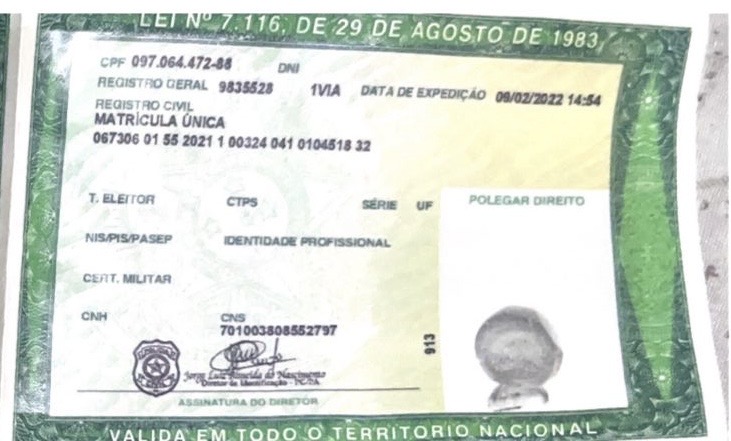 LEI Nº 7.116, DE 29 DE AGOSTO DE 1983
CPF 097.064.472-88 DNI
REGISTRO GERAL 9835528 1VIA DATA DE EXPEDIÇÃO 09/02/2022 14:54
REGISTRO CIVIL
MATRÍCULA ÚNICA
067306 01 55 2021 1 00324 041 0104518 32
T. ELEITOR CTPS SÉRIE UF POLEGAR DIREITO
NIS/PIS/PASEP IDENTIDADE PROFISSIONAL
CERT. MILITAR
CNH CNS
701003808552797
913
Jorge Luiz Almeida do Nascimento
Diretor de Identificação - PC/PA
ASSINATURA DO DIRETOR
VALIDA EM TODO O TERRITORIO NACIONAL